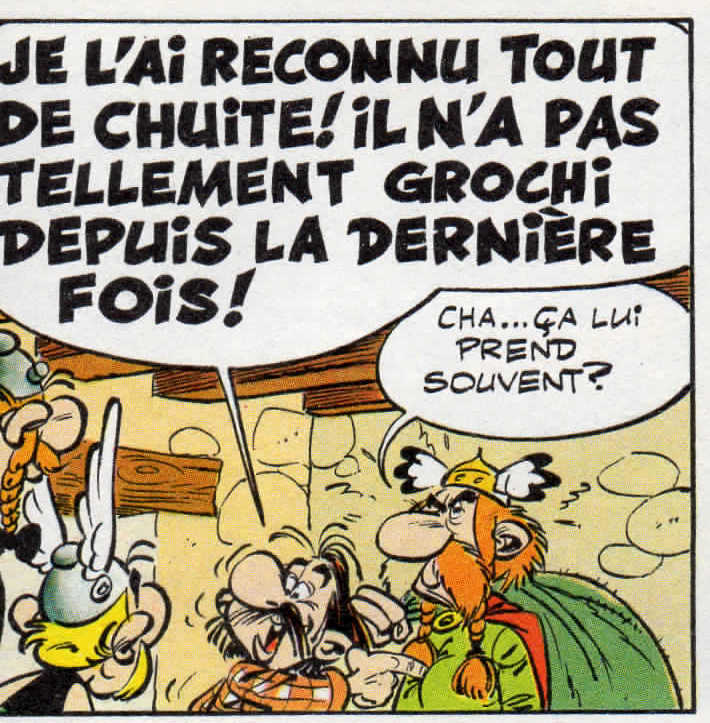 JE L'Ai RECONNU TOUT
DE CHUiTE! iL N'A PAS
TELLEMENT GROCHi
DEPUiS LA DERNiÈRE
FOiS!
CHA...ÇA LUi
PREND
SOUVENT?